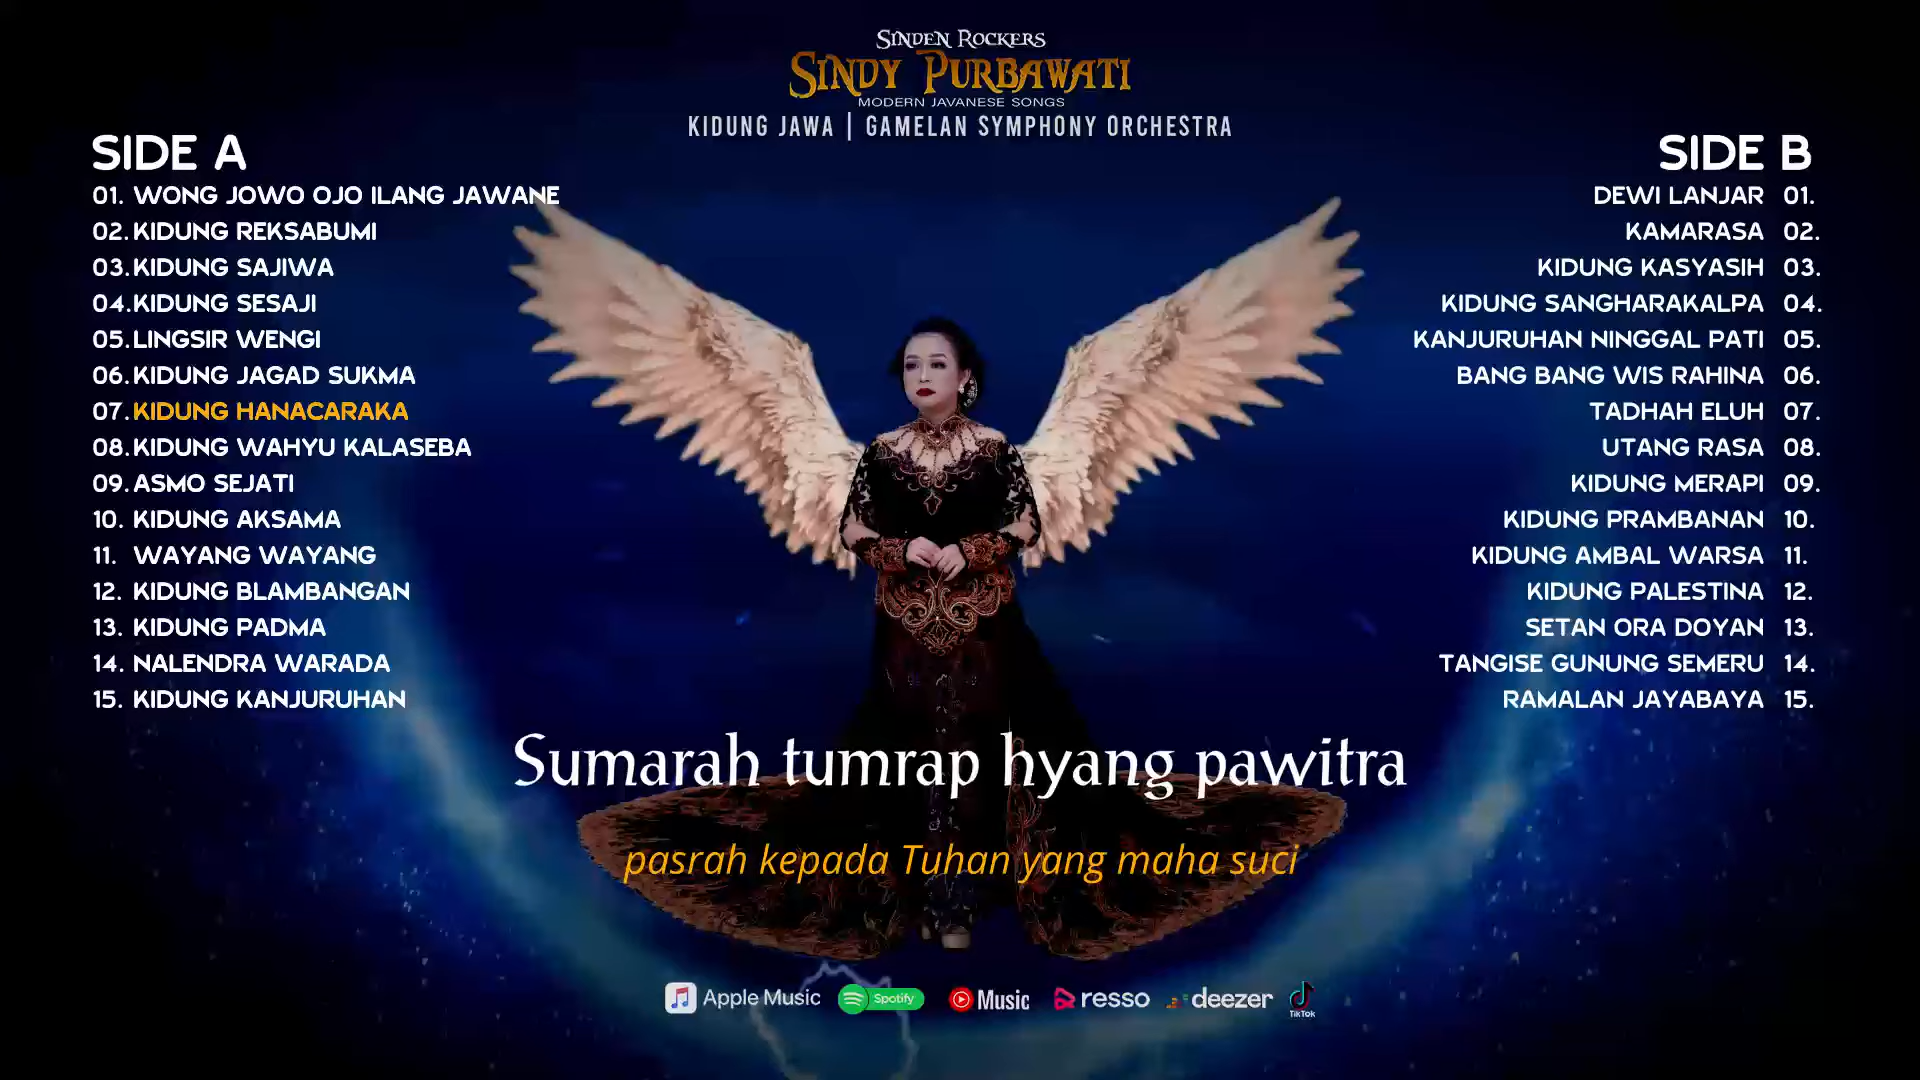 SINDEN ROCKERS
SINDY PURBAWATI
MODERN JAVANESE SONGS
KIDUNG JAWA | GAMELAN SYMPHONY ORCHESTRA
SIDE A
01. WONG JOWO OJO ILANG JAWANE
02. KIDUNG REKSABUMI
03. KIDUNG SAJIWA
04. KIDUNG SESAJI
05. LINGSIR WENGI
06. KIDUNG JAGAD SUKMA
07. KIDUNG HANACARAKA
08. KIDUNG WAHYU KALASEBA
09. ASMO SEJATI
10. KIDUNG AKSAMA
11. WAYANG WAYANG
12. KIDUNG BLAMBANGAN
13. KIDUNG PADMA
14. NALENDRA WARADA
15. KIDUNG KANJURUHAN
SIDE B
DEWI LANJAR 01.
KAMARASA 02.
KIDUNG KASYASIH 03.
KIDUNG SANGHARAKALPA 04.
KANJURUHAN NINGGAL PATI 05.
BANG BANG WIS RAHINA 06.
TADHAH ELUH 07.
UTANG RASA 08.
KIDUNG MERAPI 09.
KIDUNG PRAMBANAN 10.
KIDUNG AMBAL WARSA 11.
KIDUNG PALESTINA 12.
SETAN ORA DOYAN 13.
TANGISE GUNUNG SEMERU 14.
RAMALAN JAYABAYA 15.
Sumarah tumrap hyang pawitra
pasrah kepada Tuhan yang maha suci
Apple Music Spotify Music resso deezer TikTok